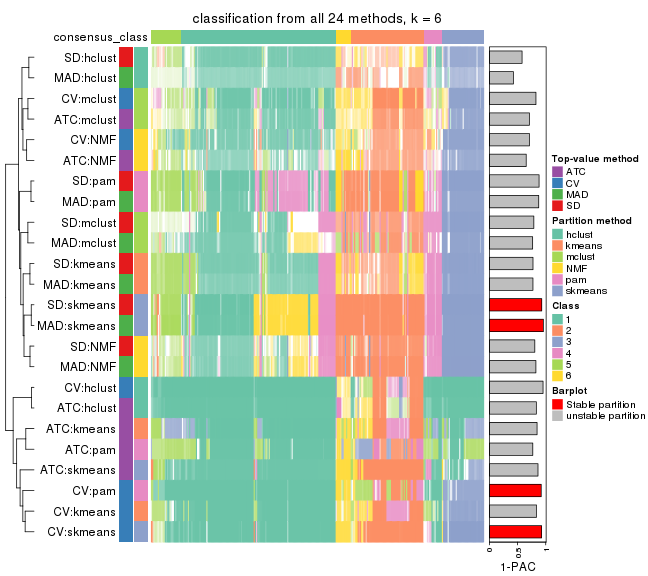 classification from all 24 methods, k = 6
consensus_class
SD:hclust
MAD:hclust
CV:mclust
ATC:mclust
CV:NMF
ATC:NMF
SD:pam
MAD:pam
SD:mclust
MAD:mclust
SD:kmeans
MAD:kmeans
SD:skmeans
MAD:skmeans
SD:NMF
MAD:NMF
CV:hclust
ATC:hclust
ATC:kmeans
ATC:pam
ATC:skmeans
CV:pam
CV:kmeans
CV:skmeans
0
0.5
1
1-PAC
Top-value method
ATC
CV
MAD
SD
Partition method
hclust
kmeans
mclust
NMF
pam
skmeans
Class
1
2
3
4
5
6
Barplot
Stable partition
unstable partition